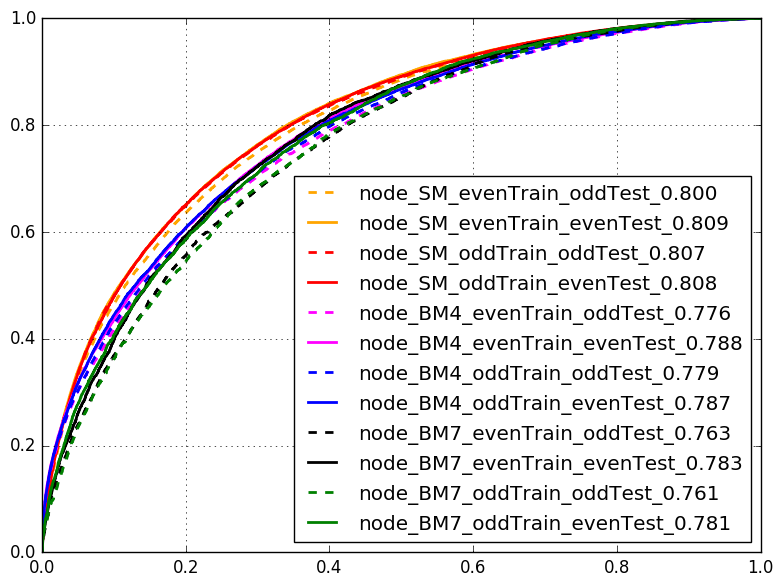 1.0
0.8
0.6
0.4
0.2
0.0
node_SM_evenTrain_oddTest_0.800
node_SM_evenTrain_evenTest_0.809
node_SM_oddTrain_oddTest_0.807
node_SM_oddTrain_evenTest_0.808
node_BM4_evenTrain_oddTest_0.776
node_BM4_evenTrain_evenTest_0.788
node_BM4_oddTrain_oddTest_0.779
node_BM4_oddTrain_evenTest_0.787
node_BM7_evenTrain_oddTest_0.763
node_BM7_evenTrain_evenTest_0.783
node_BM7_oddTrain_oddTest_0.761
node_BM7_oddTrain_evenTest_0.781
0.0 0.2 0.4 0.6 0.8 1.0